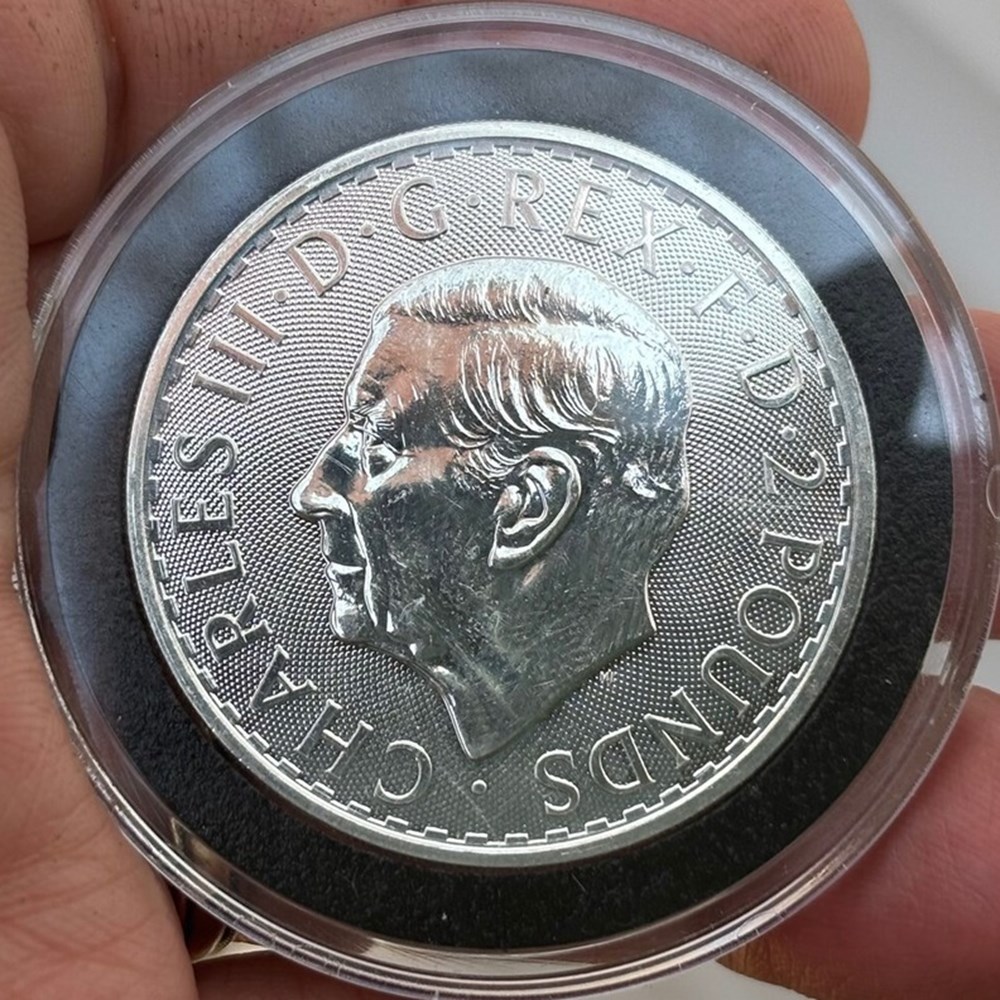 · CHARLES III · D · G · REX · F · D · 2 POUNDS